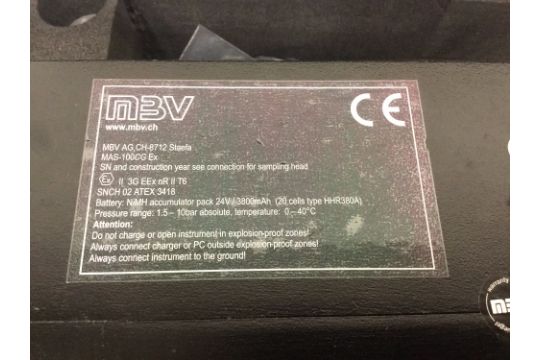 MBV
CE
www.mbv.ch
MBV AG, CH-8712 Staefa
MAS-100CG Ex
SN and construction year see connection for sampling head
Ex II 3G EEx nR II T6
SNCH 02 ATEX 3418
Battery: NiMH accumulator pack 24V / 3800mAh (20 cells type HHR380A)
Pressure range: 1.5 – 10bar absolute, temperature: 0 – 40°C
Attention:
Do not charge or open instrument in explosion-proof zones!
Always connect charger or PC outside explosion-proof zones!
Always connect instrument to the ground!
warranty